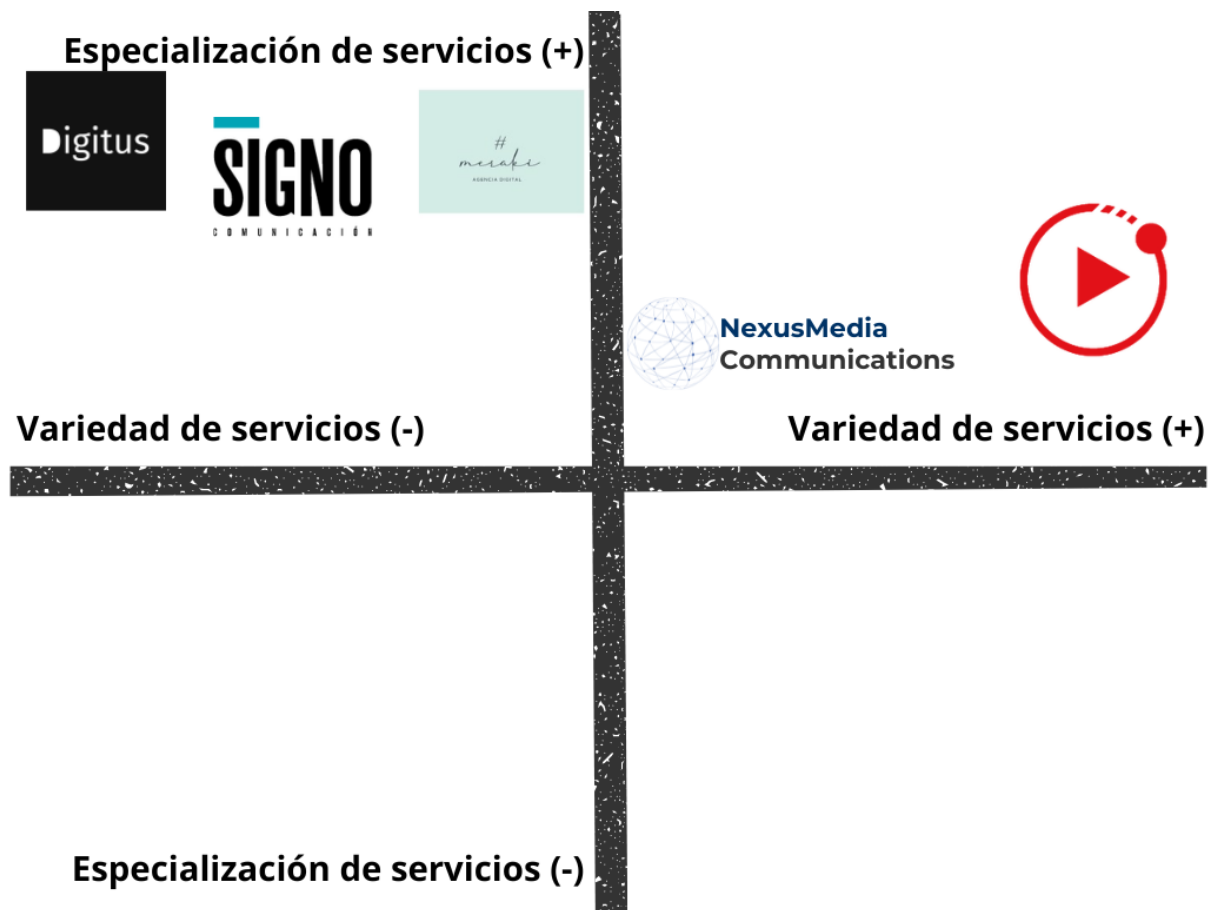 Especialización de servicios (+)
Digitus
SIGNO
COMUNICACIÓN
#
meraki
AGENCIA DIGITAL
NexusMedia
Communications
Variedad de servicios (-)
Variedad de servicios (+)
Especialización de servicios (-)